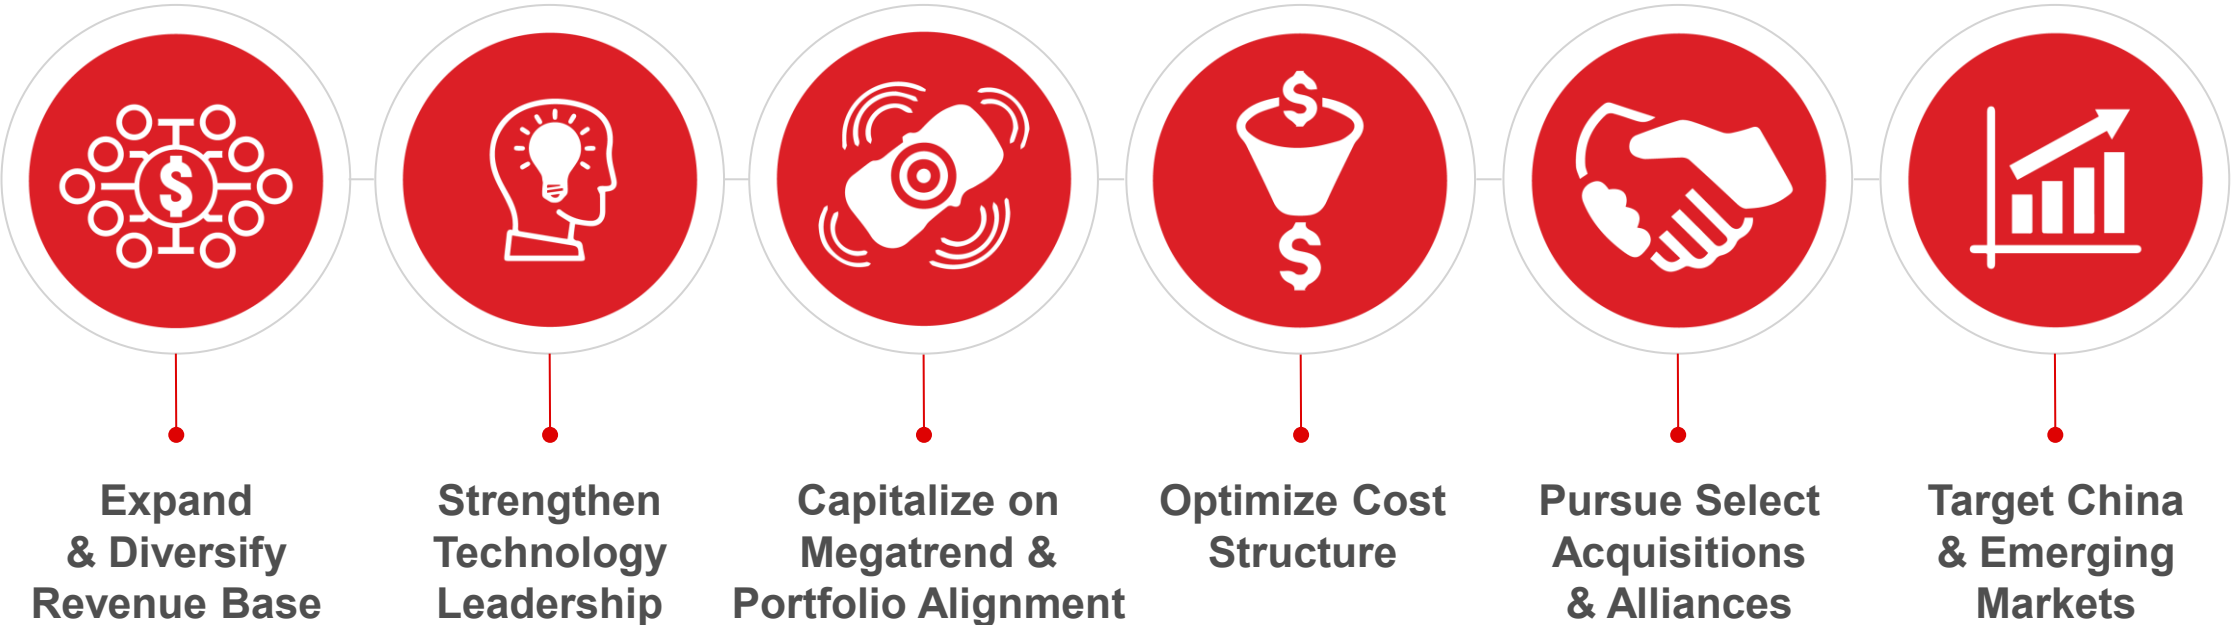 Expand
& Diversify
Revenue Base
Strengthen
Technology
Leadership
Capitalize on
Megatrend &
Portfolio Alignment
Optimize Cost
Structure
Pursue Select
Acquisitions
& Alliances
Target China
& Emerging
Markets